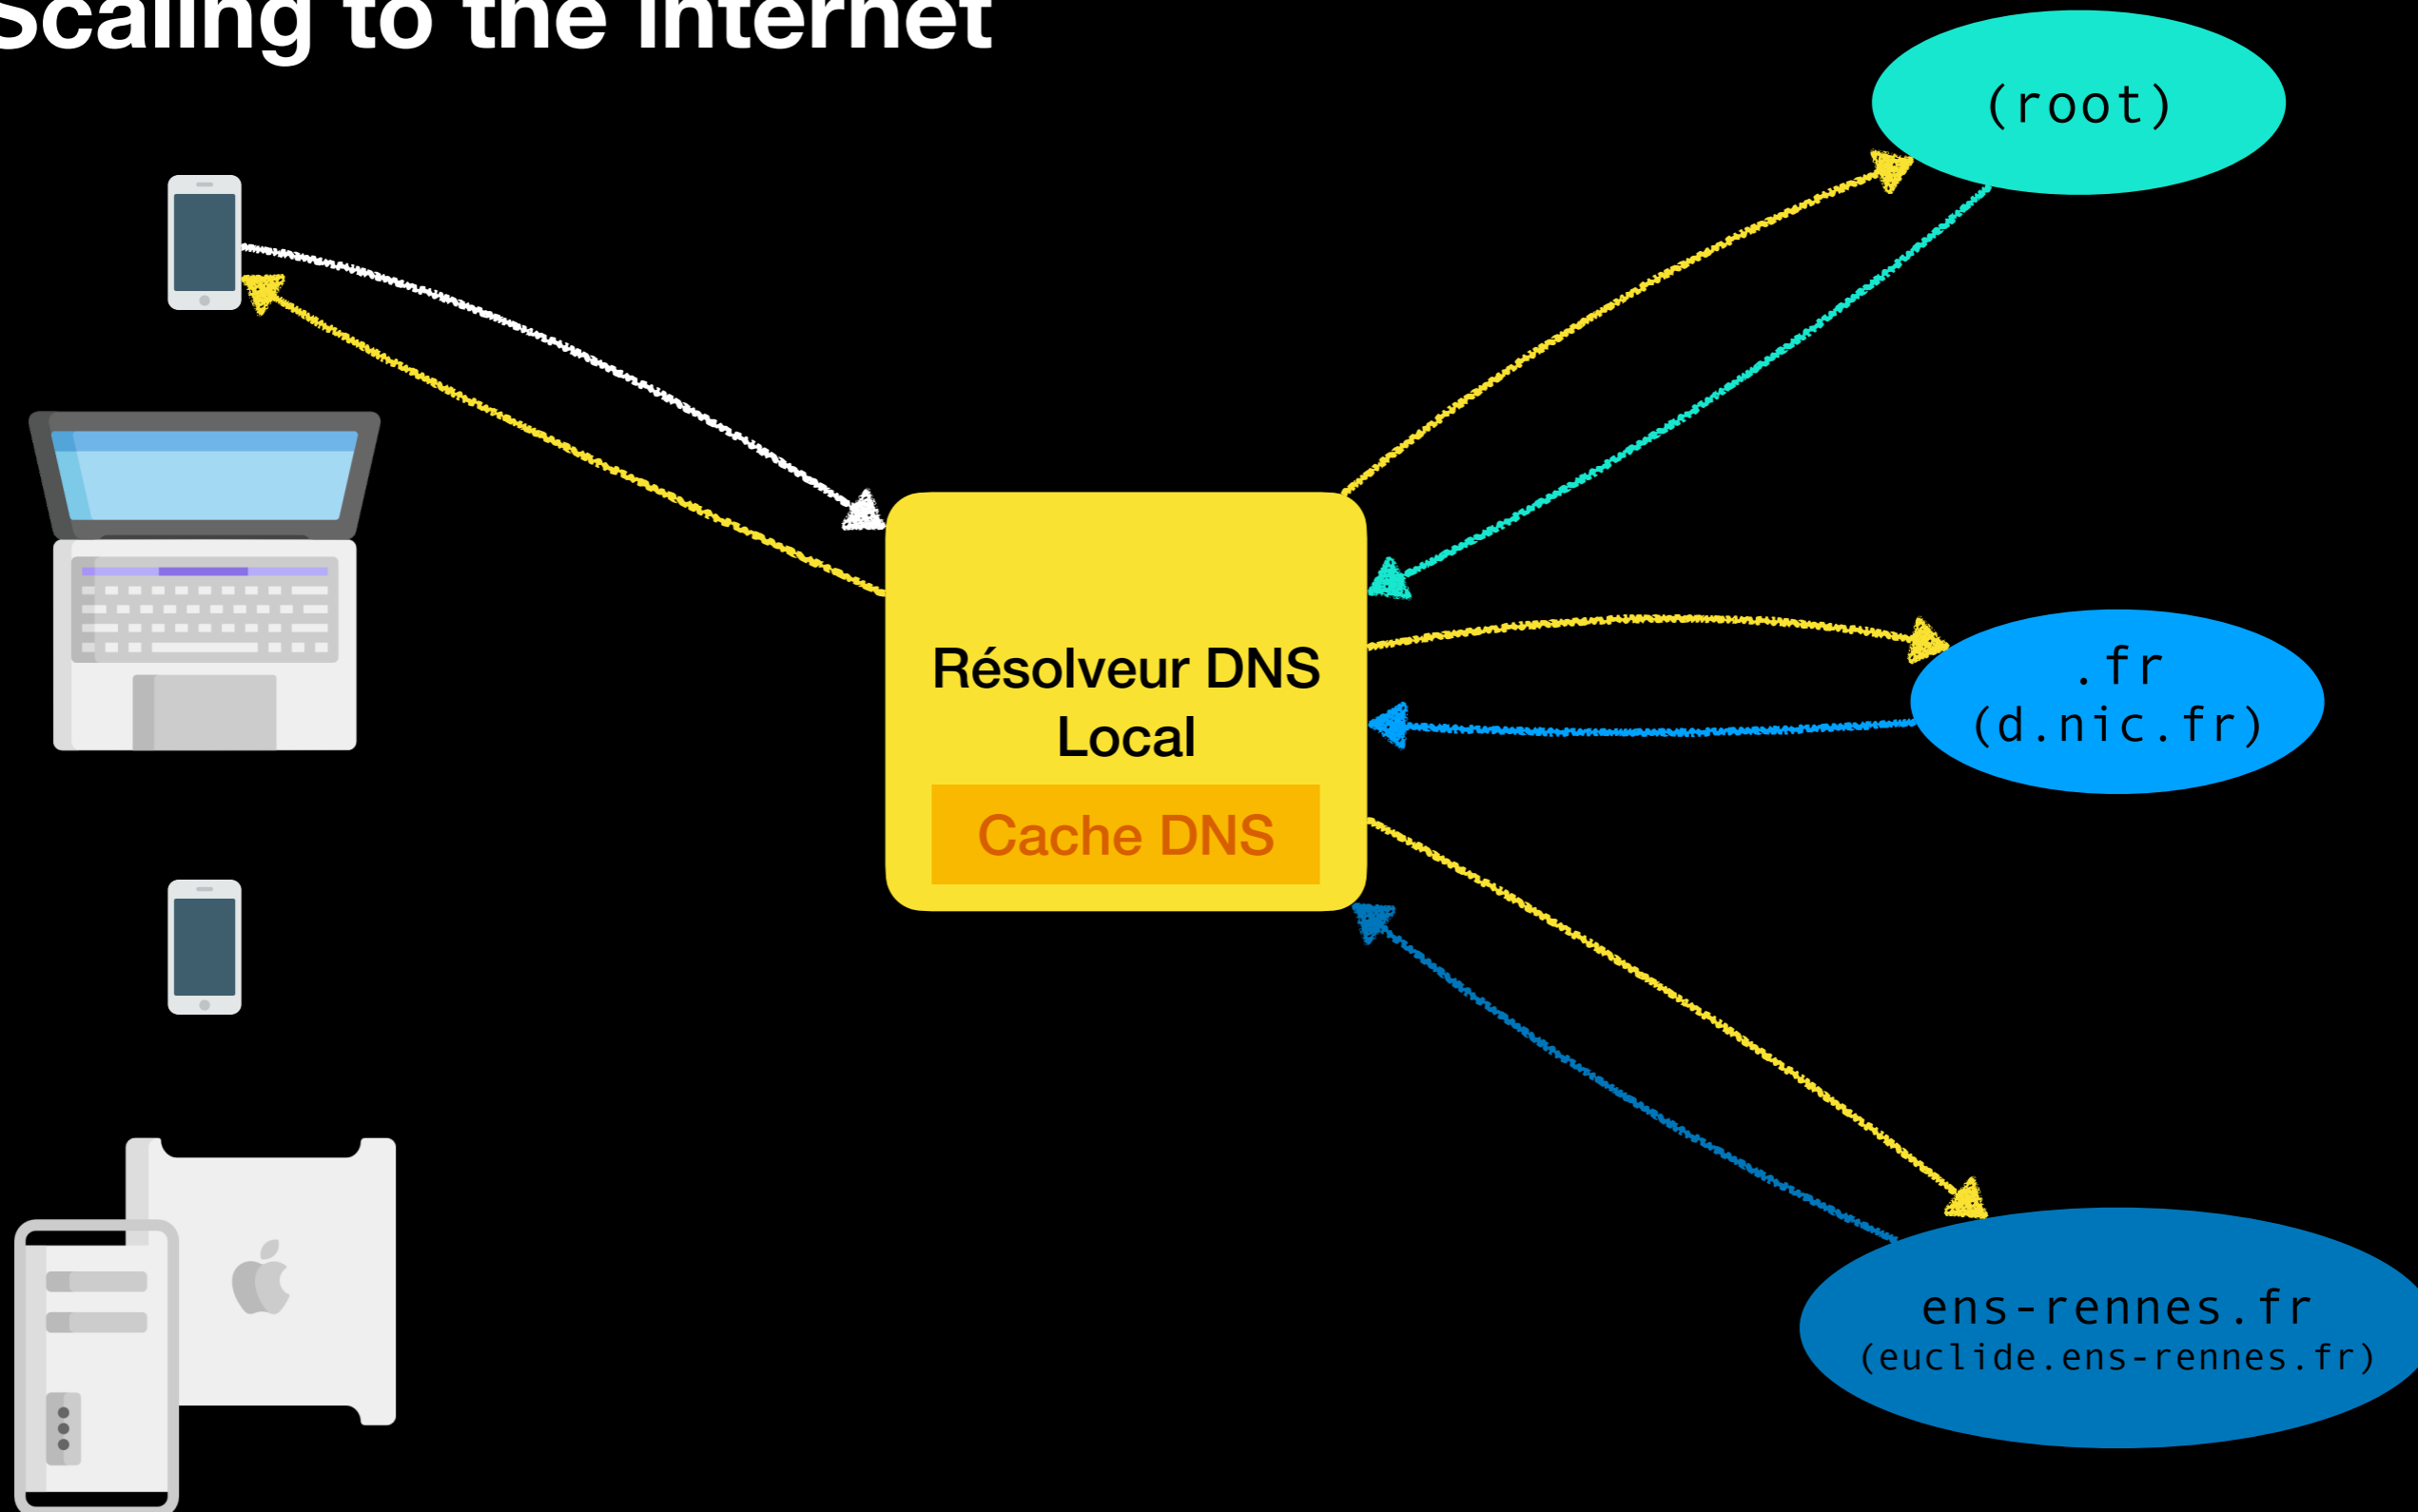 Scaling to the internet
(root)
Résolveur DNS
Local
Cache DNS
.fr
(d.nic.fr)
ens-rennes.fr
(euclide.ens-rennes.fr)